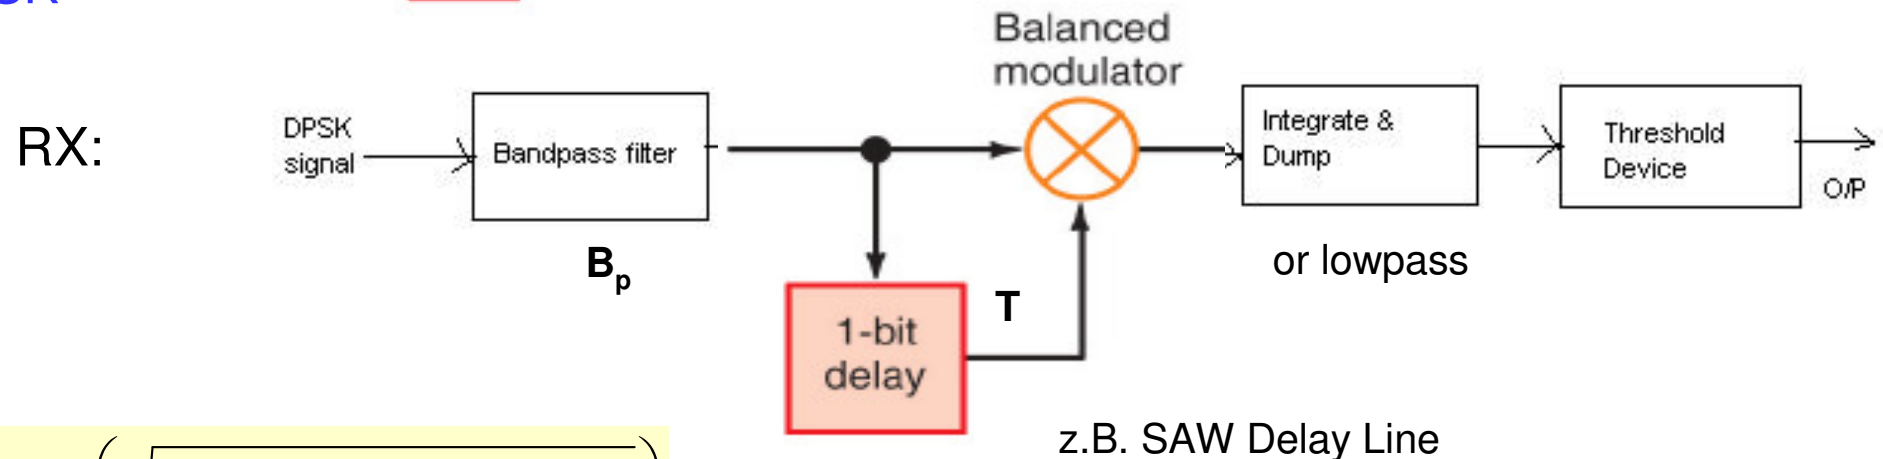 Balanced
modulator
RX:
DPSK
signal
Bandpass filter
Integrate &
Dump
Threshold
Device
O/P
Bp
or lowpass
T
1-bit
delay
z.B. SAW Delay Line